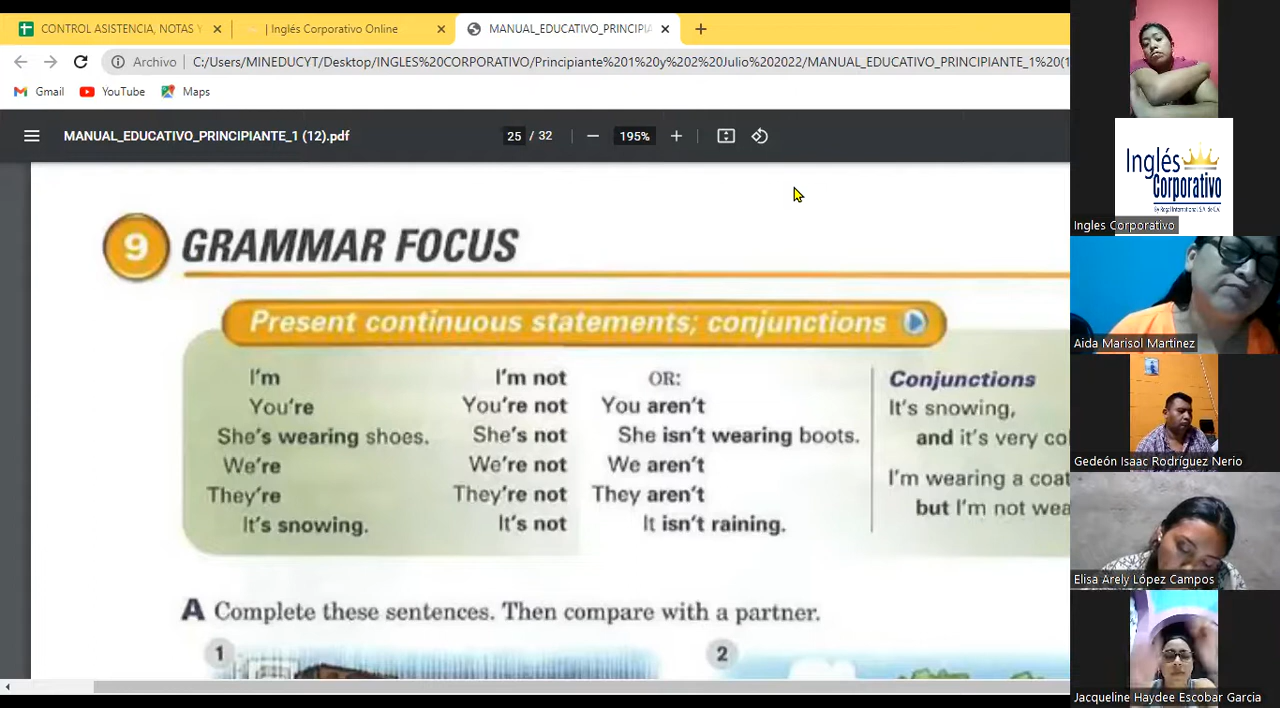 CONTROL ASISTENCIA, NOTAS Y
| Inglés Corporativo Online
MANUAL_EDUCATIVO_PRINCIPIA
Archivo
C:/Users/MINEDUCYT/Desktop/INGLES%20CORPORATIVO/Principiante%201%20y%202%20Julio%202022/MANUAL_EDUCATIVO_PRINCIPIANTE_1%20(1
Gmail
YouTube
Maps
MANUAL_EDUCATIVO_PRINCIPIANTE_1 (12).pdf
25 / 32
195%
9 GRAMMAR FOCUS
Present continuous statements; conjunctions
I'm
You're
She's wearing shoes.
We're
They're
It's snowing.
I'm not
You're not
She's not
We're not
They're not
It's not
OR:
You aren't
She isn't wearing boots.
We aren't
They aren't
It isn't raining.
Conjunctions
It's snowing,
and it's very co
I'm wearing a coat
but I'm not wea
A Complete these sentences. Then compare with a partner.
1
2
Inglés
Corporativo
Ingles Corporativo
Aida Marisol Martínez
Gedeón Isaac Rodríguez Nerio
Elisa Arely López Campos
Jacqueline Haydee Escobar Garcia